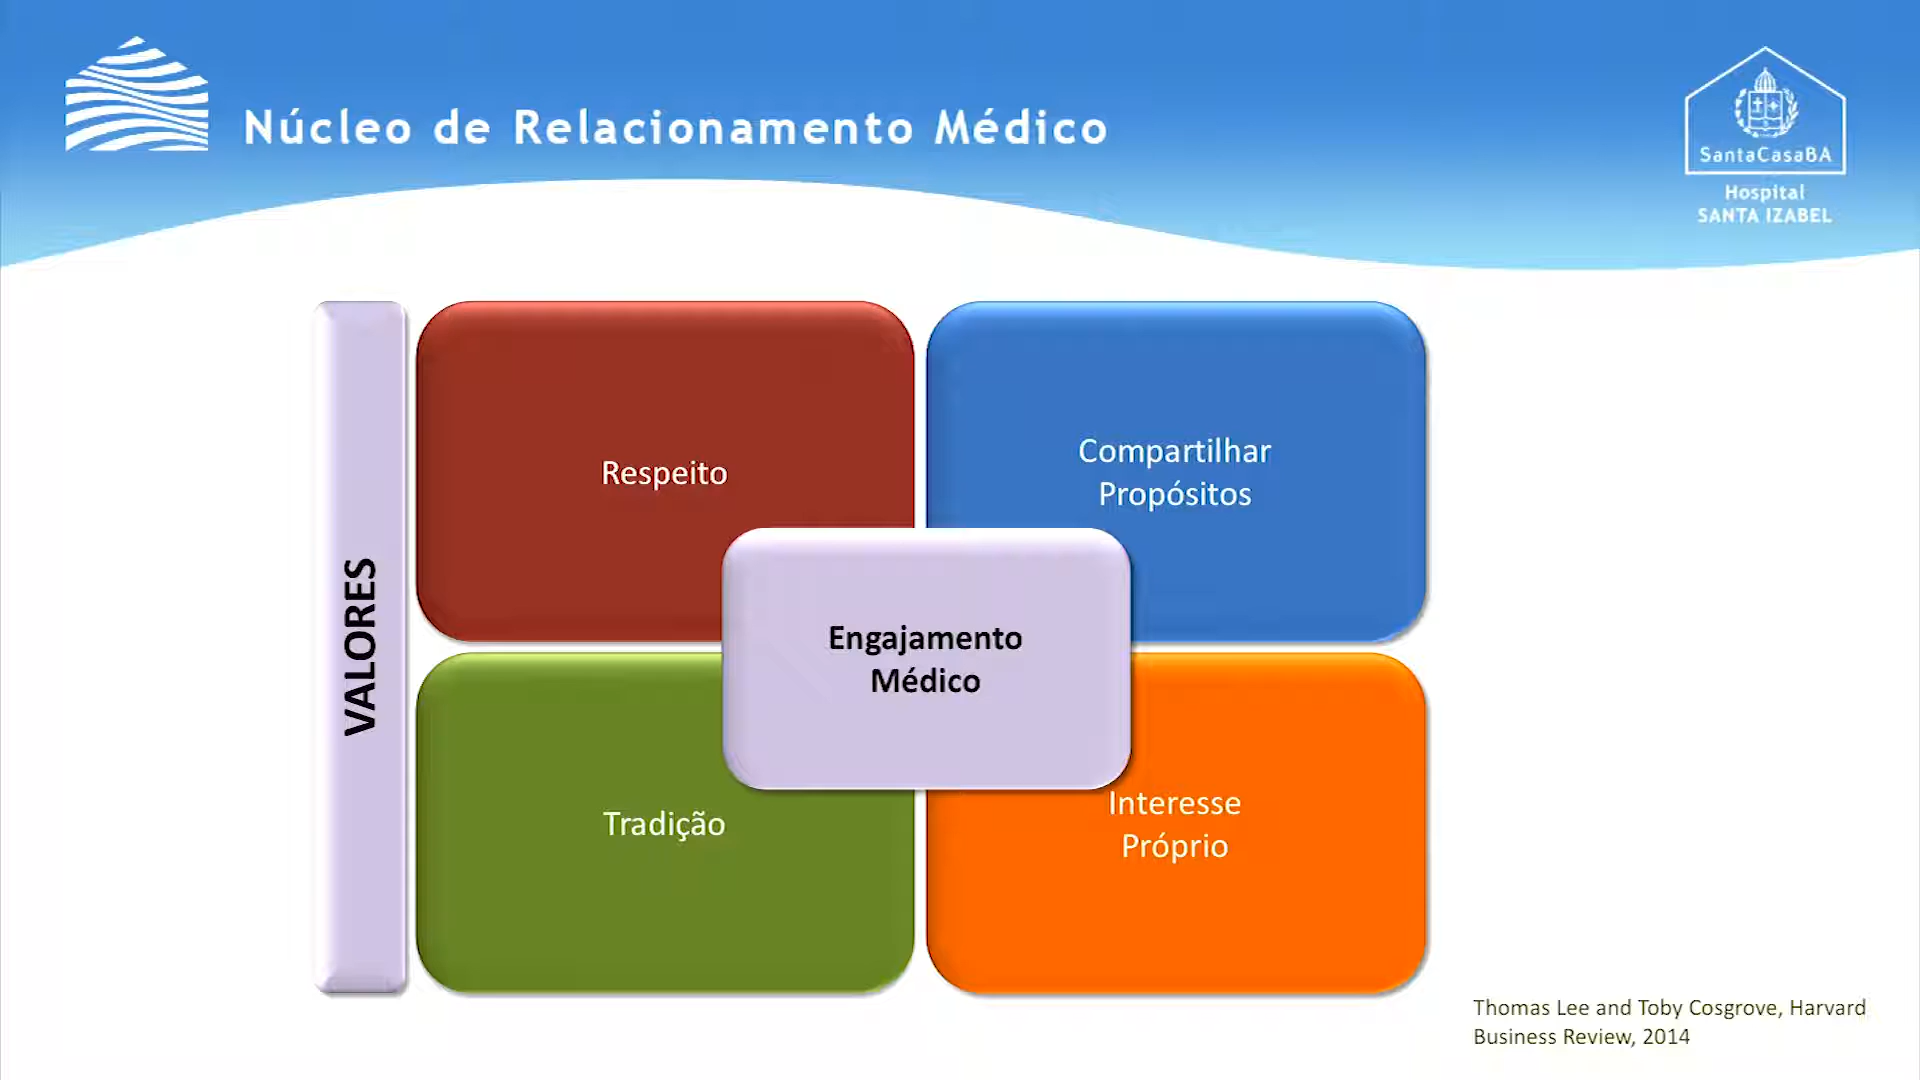 Núcleo de Relacionamento Médico
SantaCasaBA
Hospital
SANTA IZABEL
VALORES
Respeito
Compartilhar
Propósitos
Engajamento
Médico
Tradição
Interesse
Próprio
Thomas Lee and Toby Cosgrove, Harvard
Business Review, 2014